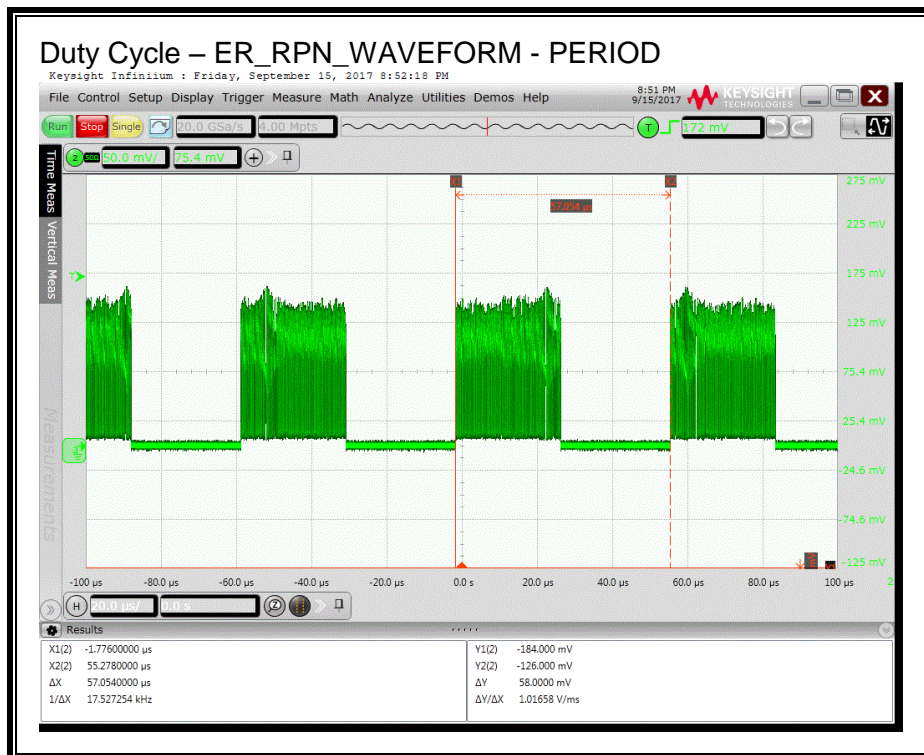 Duty Cycle – ER_RPN_WAVEFORM - PERIOD
Keysight Infiniium : Friday, September 15, 2017 8:52:18 PM
File Control Setup Display Trigger Measure Math Analyze Utilities Demos Help
8:51 PM
9/15/2017
KEYSIGHT
TECHNOLOGIES
X
Run Stop Single 20.0 GSa/s 4.00 Mpts T 172 mV
2 50Ω 50.0 mV/ 75.4 mV +
Time Meas
Vertical Meas
Measurements
X1 X2
57.054 µs
T
275 mV
225 mV
175 mV
125 mV
75.4 mV
25.4 mV
-24.6 mV
-74.6 mV
-125 mV
-100 µs -80.0 µs -60.0 µs -40.0 µs -20.0 µs 0.0 s 20.0 µs 40.0 µs 60.0 µs 80.0 µs 100 µs 2
H 20.0 µs/ 0.0 s Z
Results
X1(2) -1.77600000 µs
X2(2) 55.2780000 µs
ΔX 57.0540000 µs
1/ΔX 17.527254 kHz
Y1(2) -184.000 mV
Y2(2) -126.000 mV
ΔY 58.0000 mV
ΔY/ΔX 1.01658 V/ms